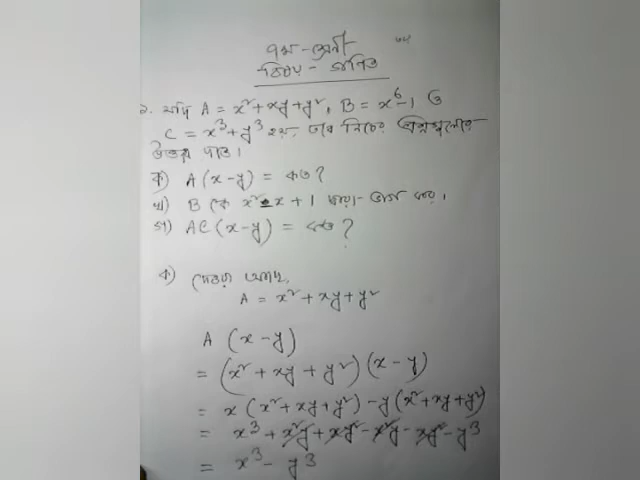 ৭ম-শ্রেণী
বিষয় - গণিত
১. যদি A = x² + xy + y², B = x⁶ - 1 ও
C = x³ + y³ হয়, তবে নিচের প্রশ্নগুলোর
উত্তর দাও।
ক) A (x - y) = কত?
খ) B কে x² ± x + 1 দ্বারা ভাগ কর।
গ) AC (x - y) = কত?
ক) দেওয়া আছে,
A = x² + xy + y²
A (x - y)
= (x² + xy + y²) (x - y)
= x (x² + xy + y²) - y (x² + xy + y²)
= x³ + x²y + xy² - x²y - xy² - y³
= x³ - y³